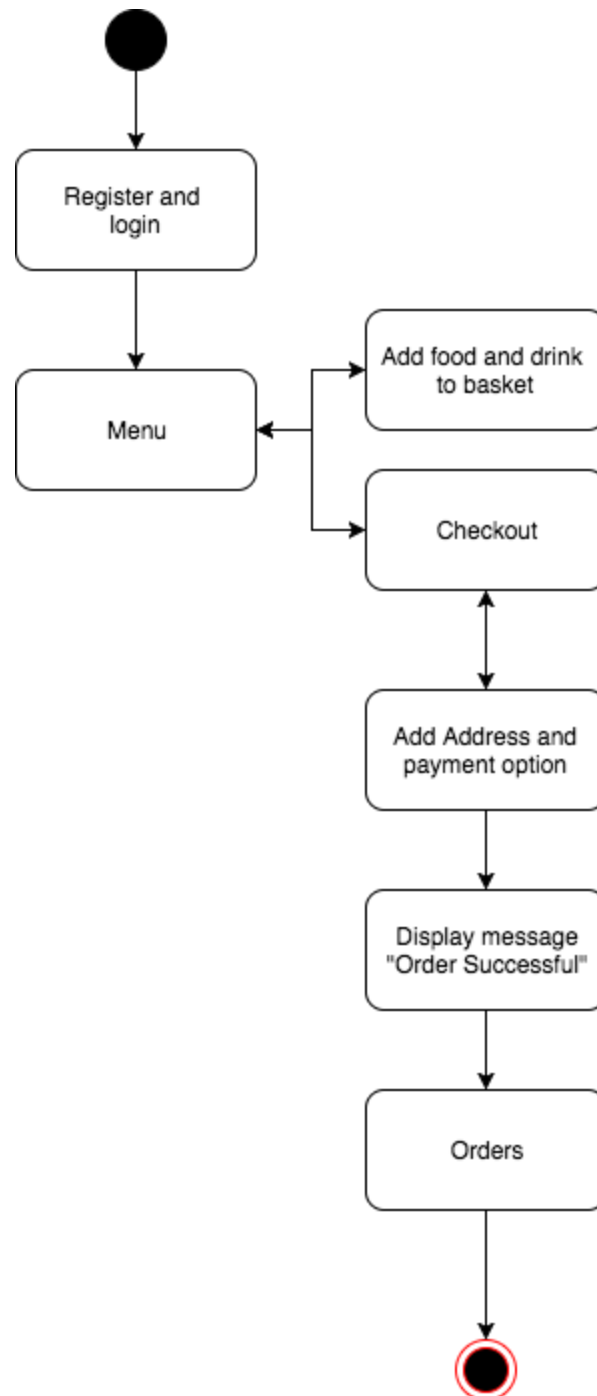 Register and
login
Menu
Add food and drink
to basket
Checkout
Add Address and
payment option
Display message
"Order Successful"
Orders